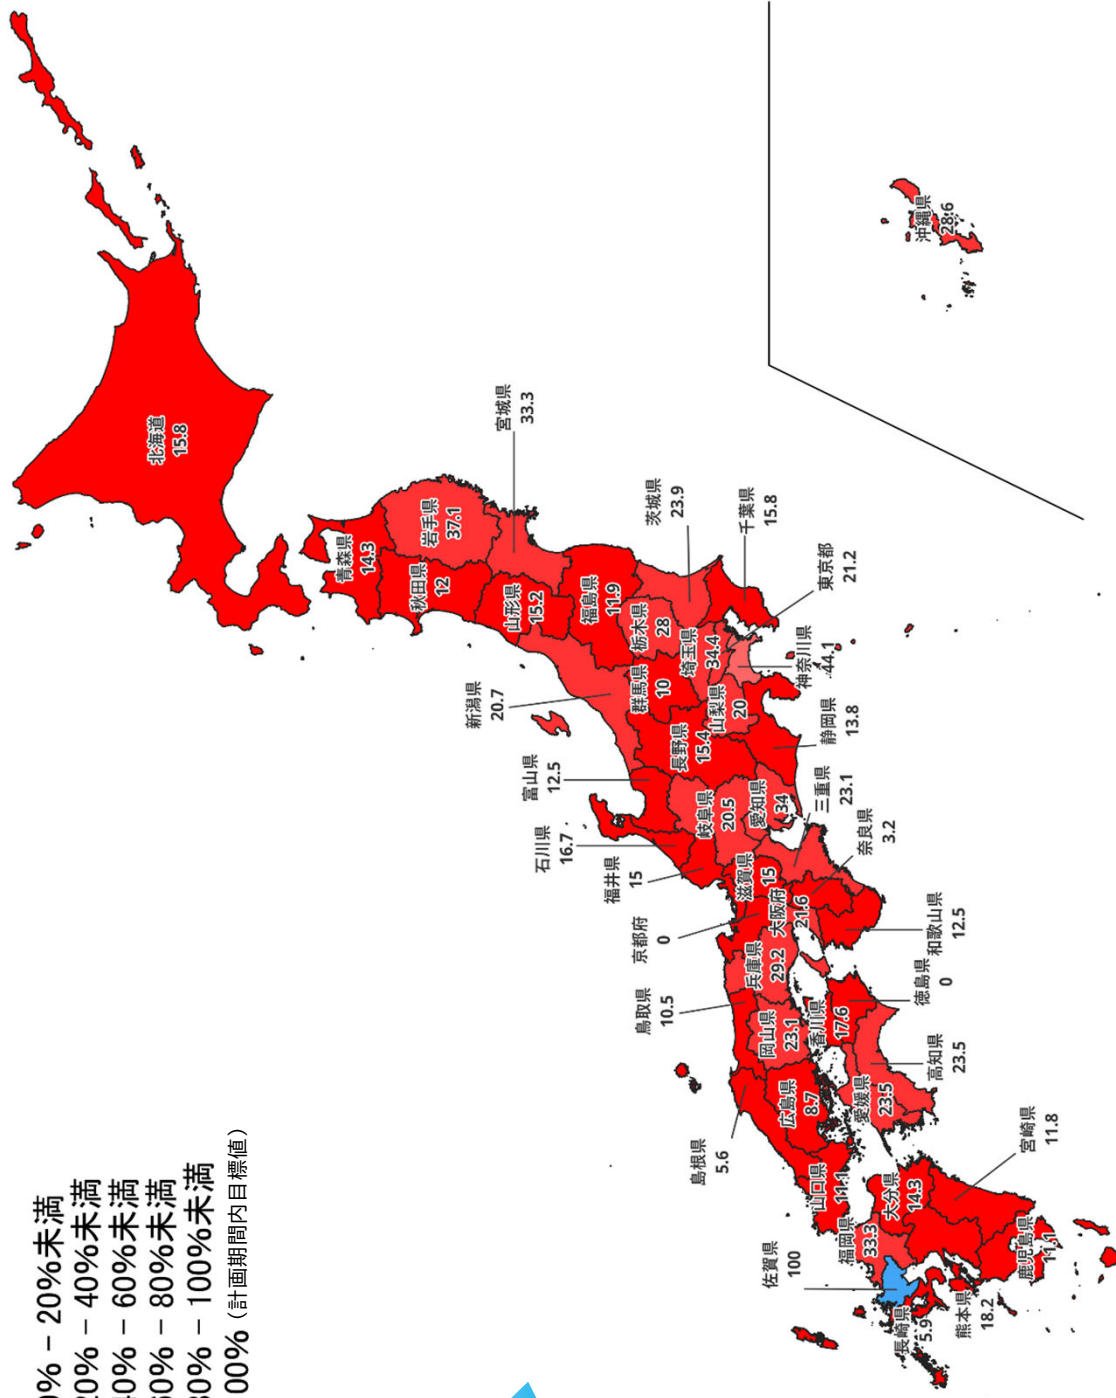 0% – 20%未満
20% – 40%未満
40% – 60%未満
60% – 80%未満
80% – 100%未満
00%（計画期間内目標値）
北海道
15.8
青森県
14.3
岩手県
37.1
秋田県
12
宮城県
33.3
山形県
15.2
福島県
11.9
茨城県
23.9
栃木県
28
千葉県
15.8
埼玉県
34.4
東京都
21.2
群馬県
10
神奈川県
44.1
新潟県
20.7
山梨県
20
長野県
15.4
静岡県
13.8
富山県
12.5
岐阜県
20.5
愛知県
34
三重県
23.1
石川県
16.7
福井県
15
滋賀県
15
奈良県
3.2
京都府
0
大阪府
21.6
和歌山県
12.5
兵庫県
29.2
徳島県
0
鳥取県
10.5
岡山県
23.1
香川県
17.6
高知県
23.5
島根県
5.6
広島県
8.7
愛媛県
23.5
山口県
11.1
宮崎県
11.8
大分県
14.3
福岡県
33.3
佐賀県
100
鹿児島県
11.1
長崎県
5.9
熊本県
18.2
沖縄県
28.6